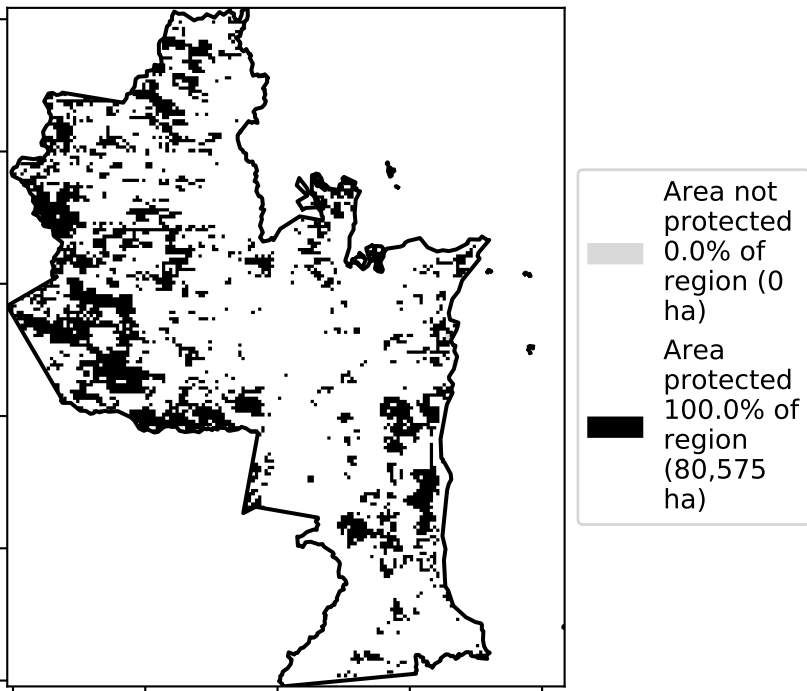 Area not
protected
0.0% of
region (0
ha)
Area
protected
100.0% of
region
(80,575
ha)